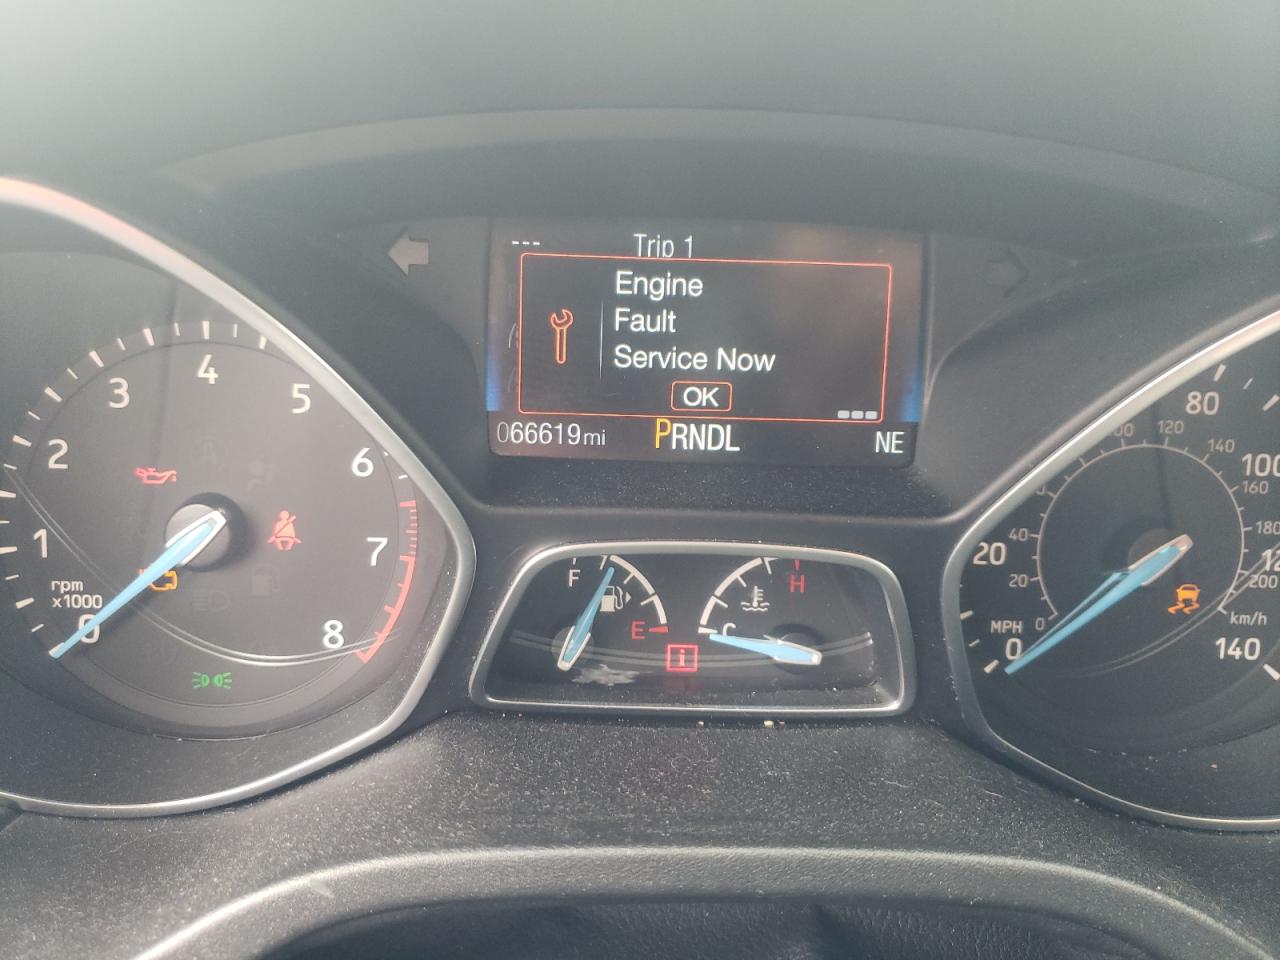 ---
Trip 1
Engine
Fault
Service Now
OK
066619mi
PRNDL
NE
0
1
2
3
4
5
6
7
8
rpm
x1000
F
E
C
H
i
MPH
0
20
80
100
140
0
20
40
120
140
160
180
200
km/h